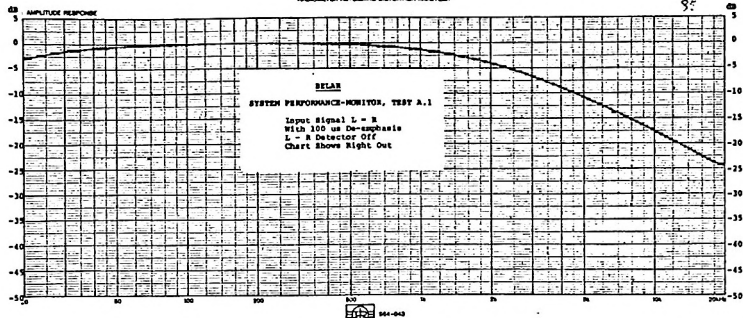 85
dB AMPLITUDE RESPONSE dB
5 5
0 0
-5 -5
-10 -10
-15 -15
-20 -20
-25 -25
-30 -30
-35 -35
-40 -40
-45 -45
-50 -50
BELAR
SYSTEM PERFORMANCE-MONITOR, TEST A.1
Input Signal L = R
With 100 us De-emphasis
L - R Detector Off
Chart Shows Right Out
20 50 100 200 500 1k 2k 5k 10k 20kHz
564-043